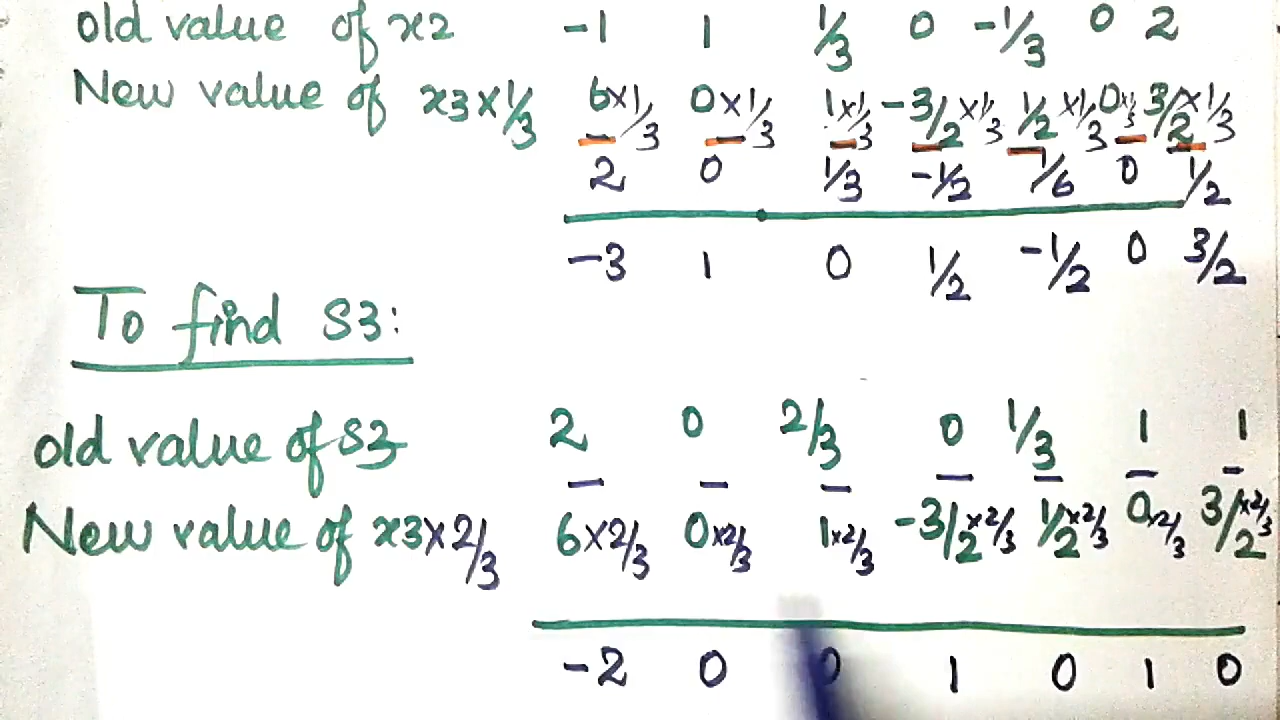 old value of x2 -1 1 1/3 0 -1/3 0 2
New value of x3×1/3 6×1/3 0×1/3 1×1/3 -3/2×1/3 1/2×1/3 0×1/3 3/2×1/3
2 0 1/3 -1/2 1/6 0 1/2
-3 1 0 1/2 -1/2 0 3/2
To find S3:
old value of S3 2 0 2/3 0 1/3 1 1
New value of x3×2/3 6×2/3 0×2/3 1×2/3 -3/2×2/3 1/2×2/3 0×2/3 3/2×2/3
-2 0 0 1 0 1 0